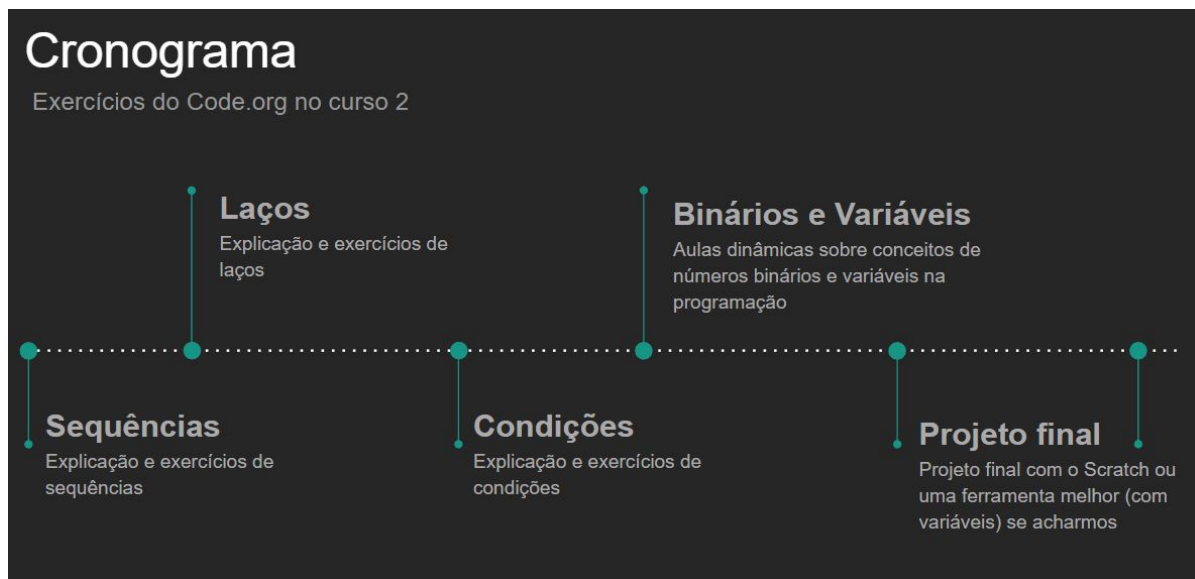 Cronograma
Exercícios do Code.org no curso 2
Laços
Explicação e exercícios de
laços
Binários e Variáveis
Aulas dinâmicas sobre conceitos de
números binários e variáveis na
programação
Sequências
Explicação e exercícios de
sequências
Condições
Explicação e exercícios de
condições
Projeto final
Projeto final com o Scratch ou
uma ferramenta melhor (com
variáveis) se acharmos